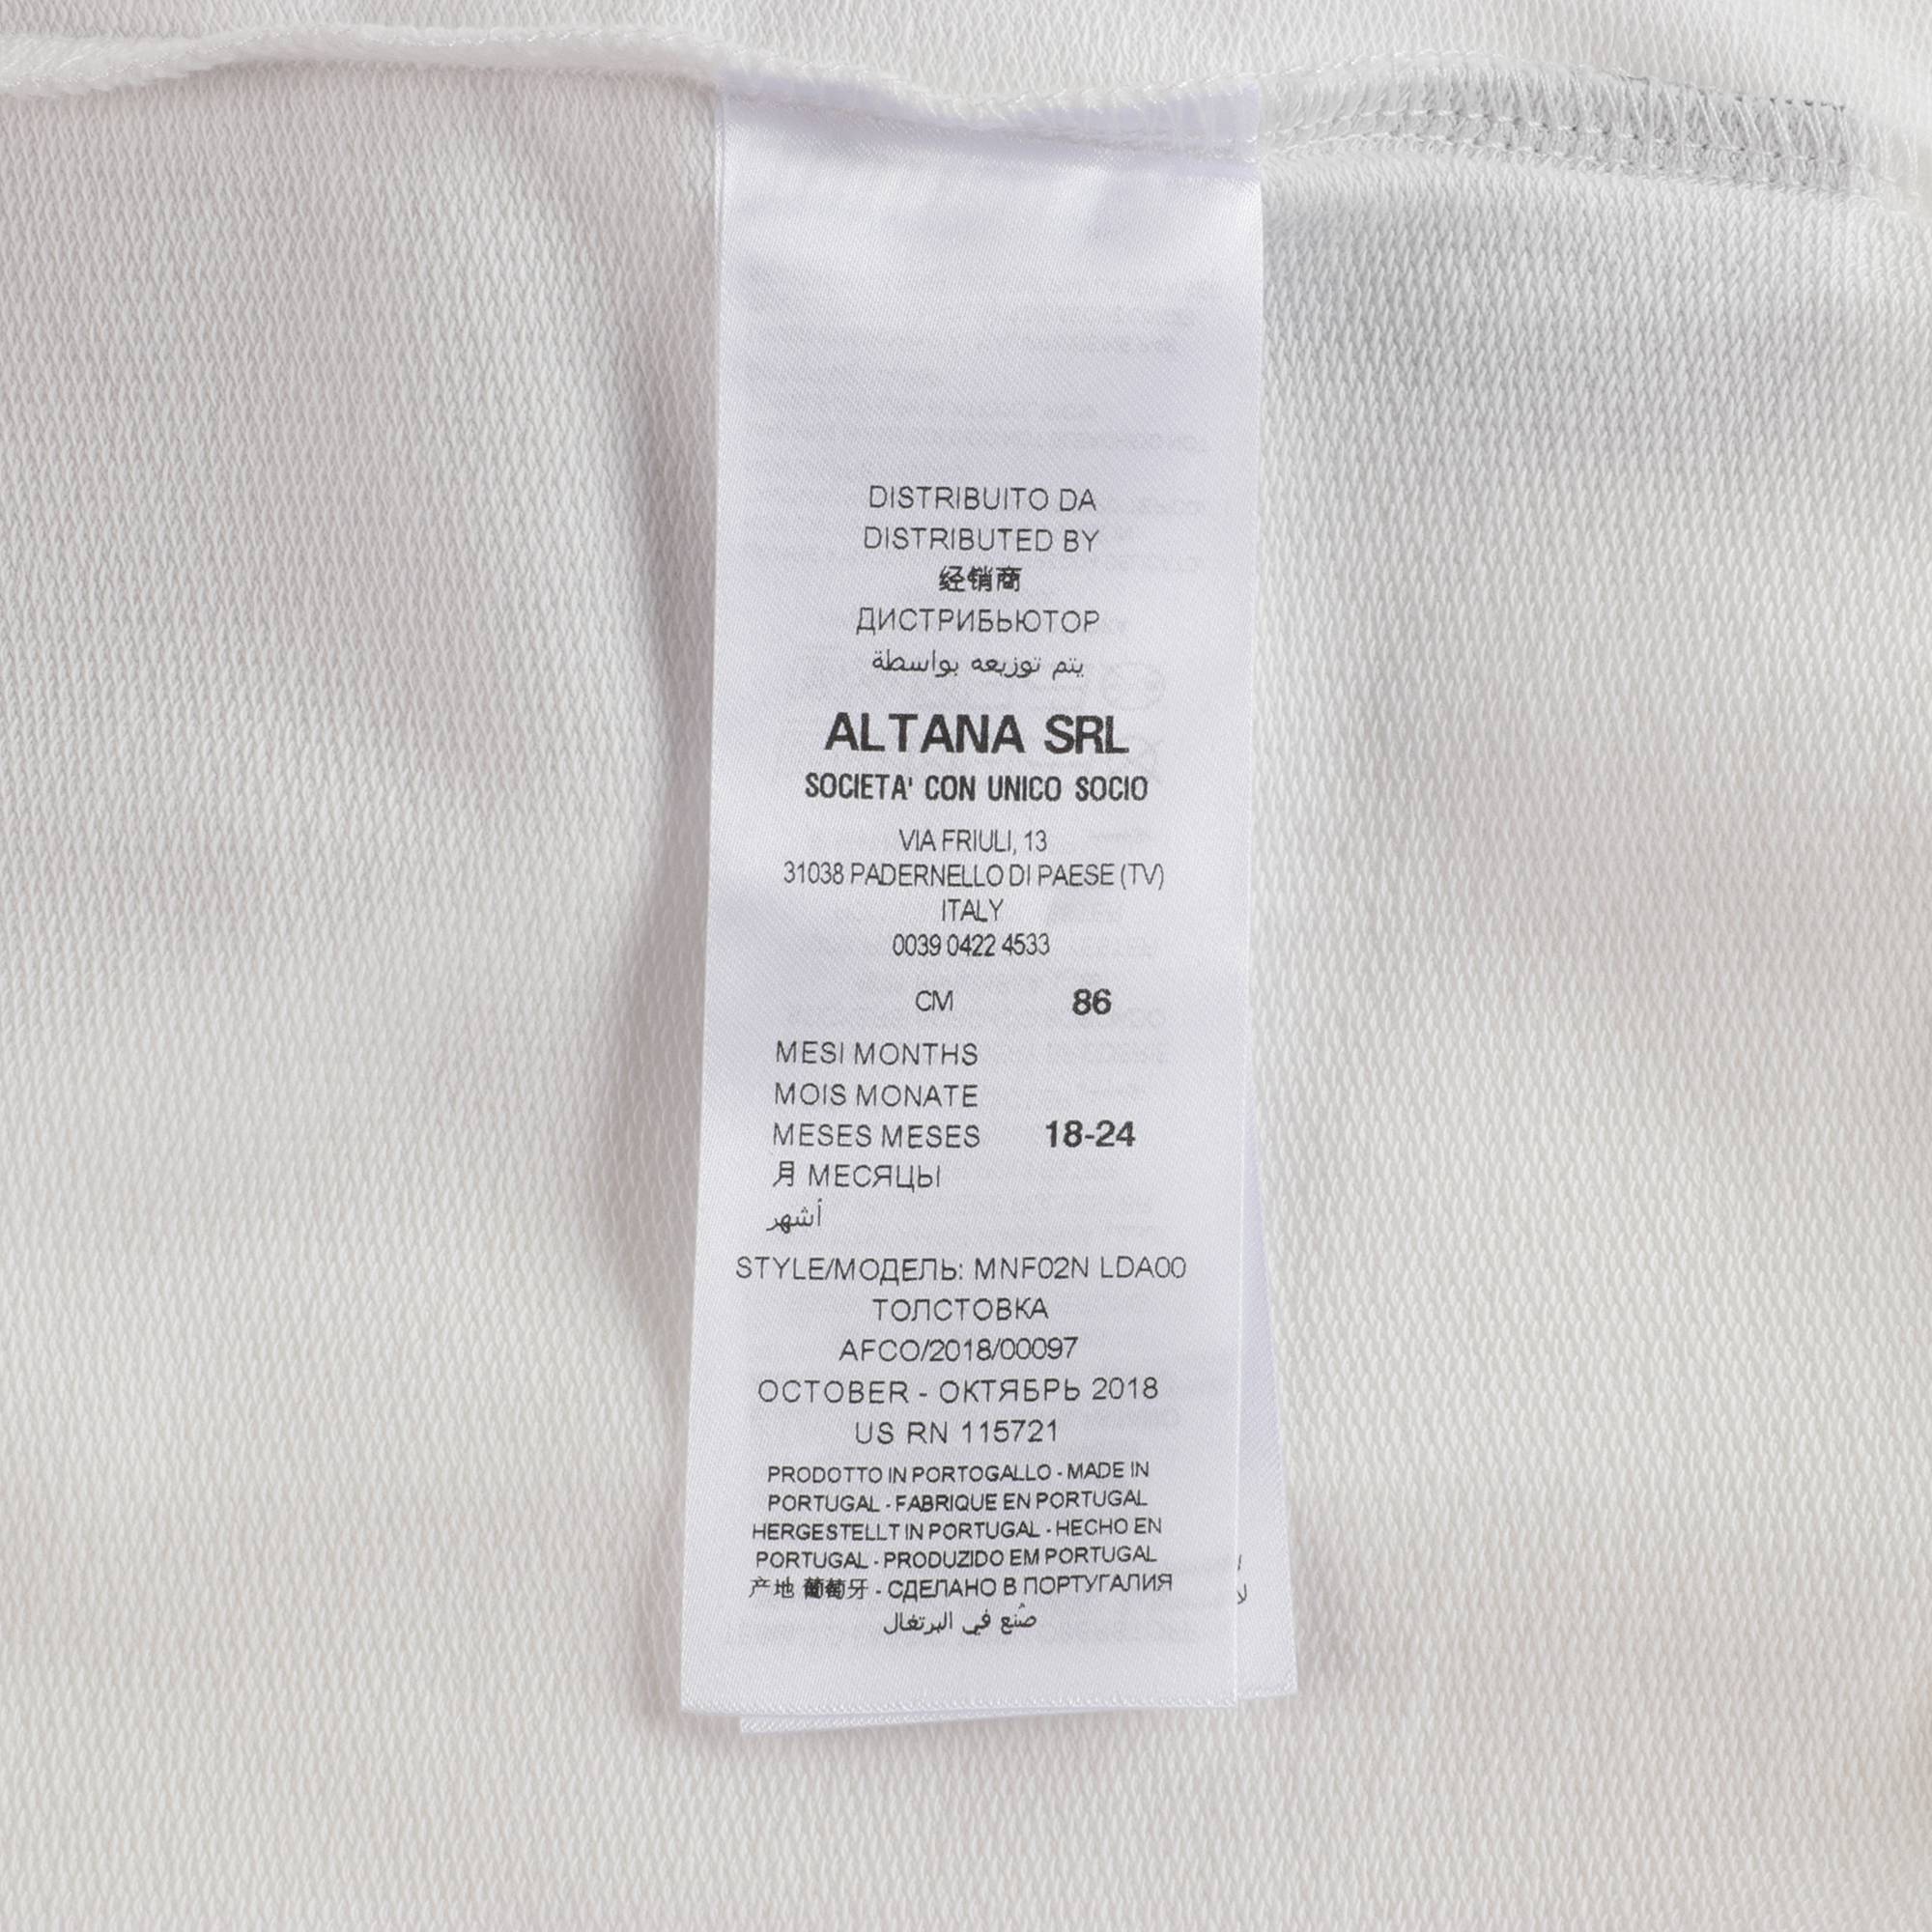 DISTRIBUITO DA
DISTRIBUTED BY
经销商
ДИСТРИБЬЮТОР
يتم توزيعه بواسطة
ALTANA SRL
SOCIETA' CON UNICO SOCIO
VIA FRIULI, 13
31038 PADERNELLO DI PAESE (TV)
ITALY
0039 0422 4533
CM 86
MESI MONTHS
MOIS MONATE
MESES MESES 18-24
月 МЕСЯЦЫ
أشهر
STYLE/МОДЕЛЬ: MNF02N LDA00
ТОЛСТОВКА
AFCO/2018/00097
OCTOBER - ОКТЯБРЬ 2018
US RN 115721
PRODOTTO IN PORTOGALLO - MADE IN
PORTUGAL - FABRIQUE EN PORTUGAL
HERGESTELLT IN PORTUGAL - HECHO EN
PORTUGAL - PRODUZIDO EM PORTUGAL
产地 葡萄牙 - СДЕЛАНО В ПОРТУГАЛИЯ
صُنع في البرتغال